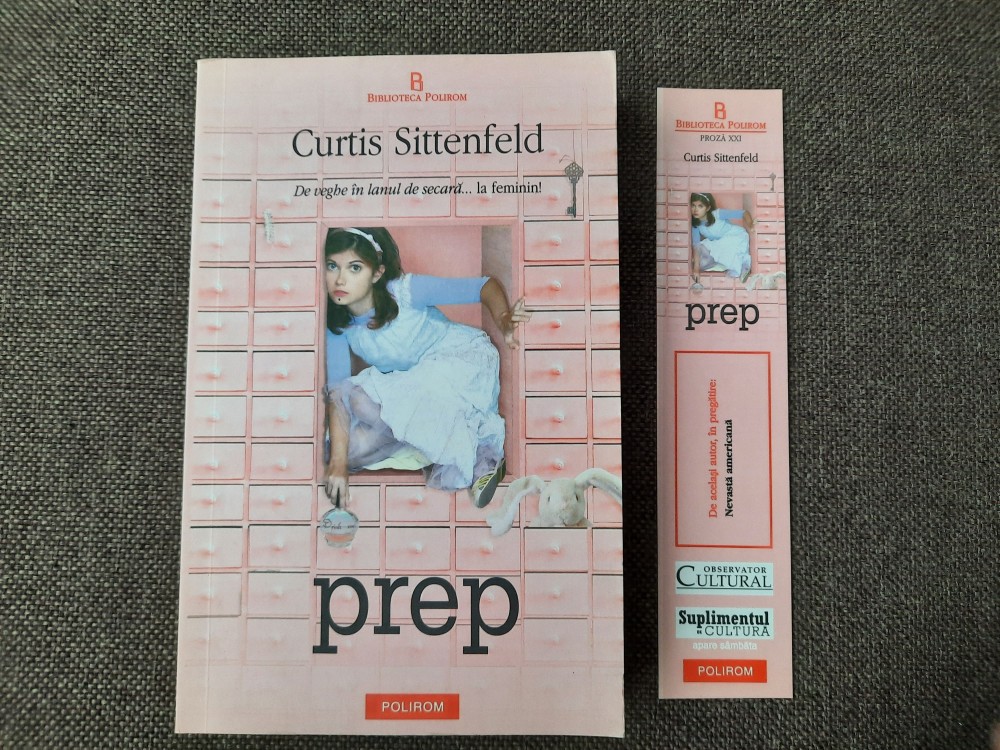 BIBLIOTECA POLIROM
Curtis Sittenfeld
De veghe în lanul de secară... la feminin!
prep
POLIROM
BIBLIOTECA POLIROM
PROZĂ XXI
Curtis Sittenfeld
prep
De același autor, în pregătire:
Nevastă americană
OBSERVATOR
CULTURAL
Suplimentul
de CULTURĂ
apare sâmbăta
POLIROM